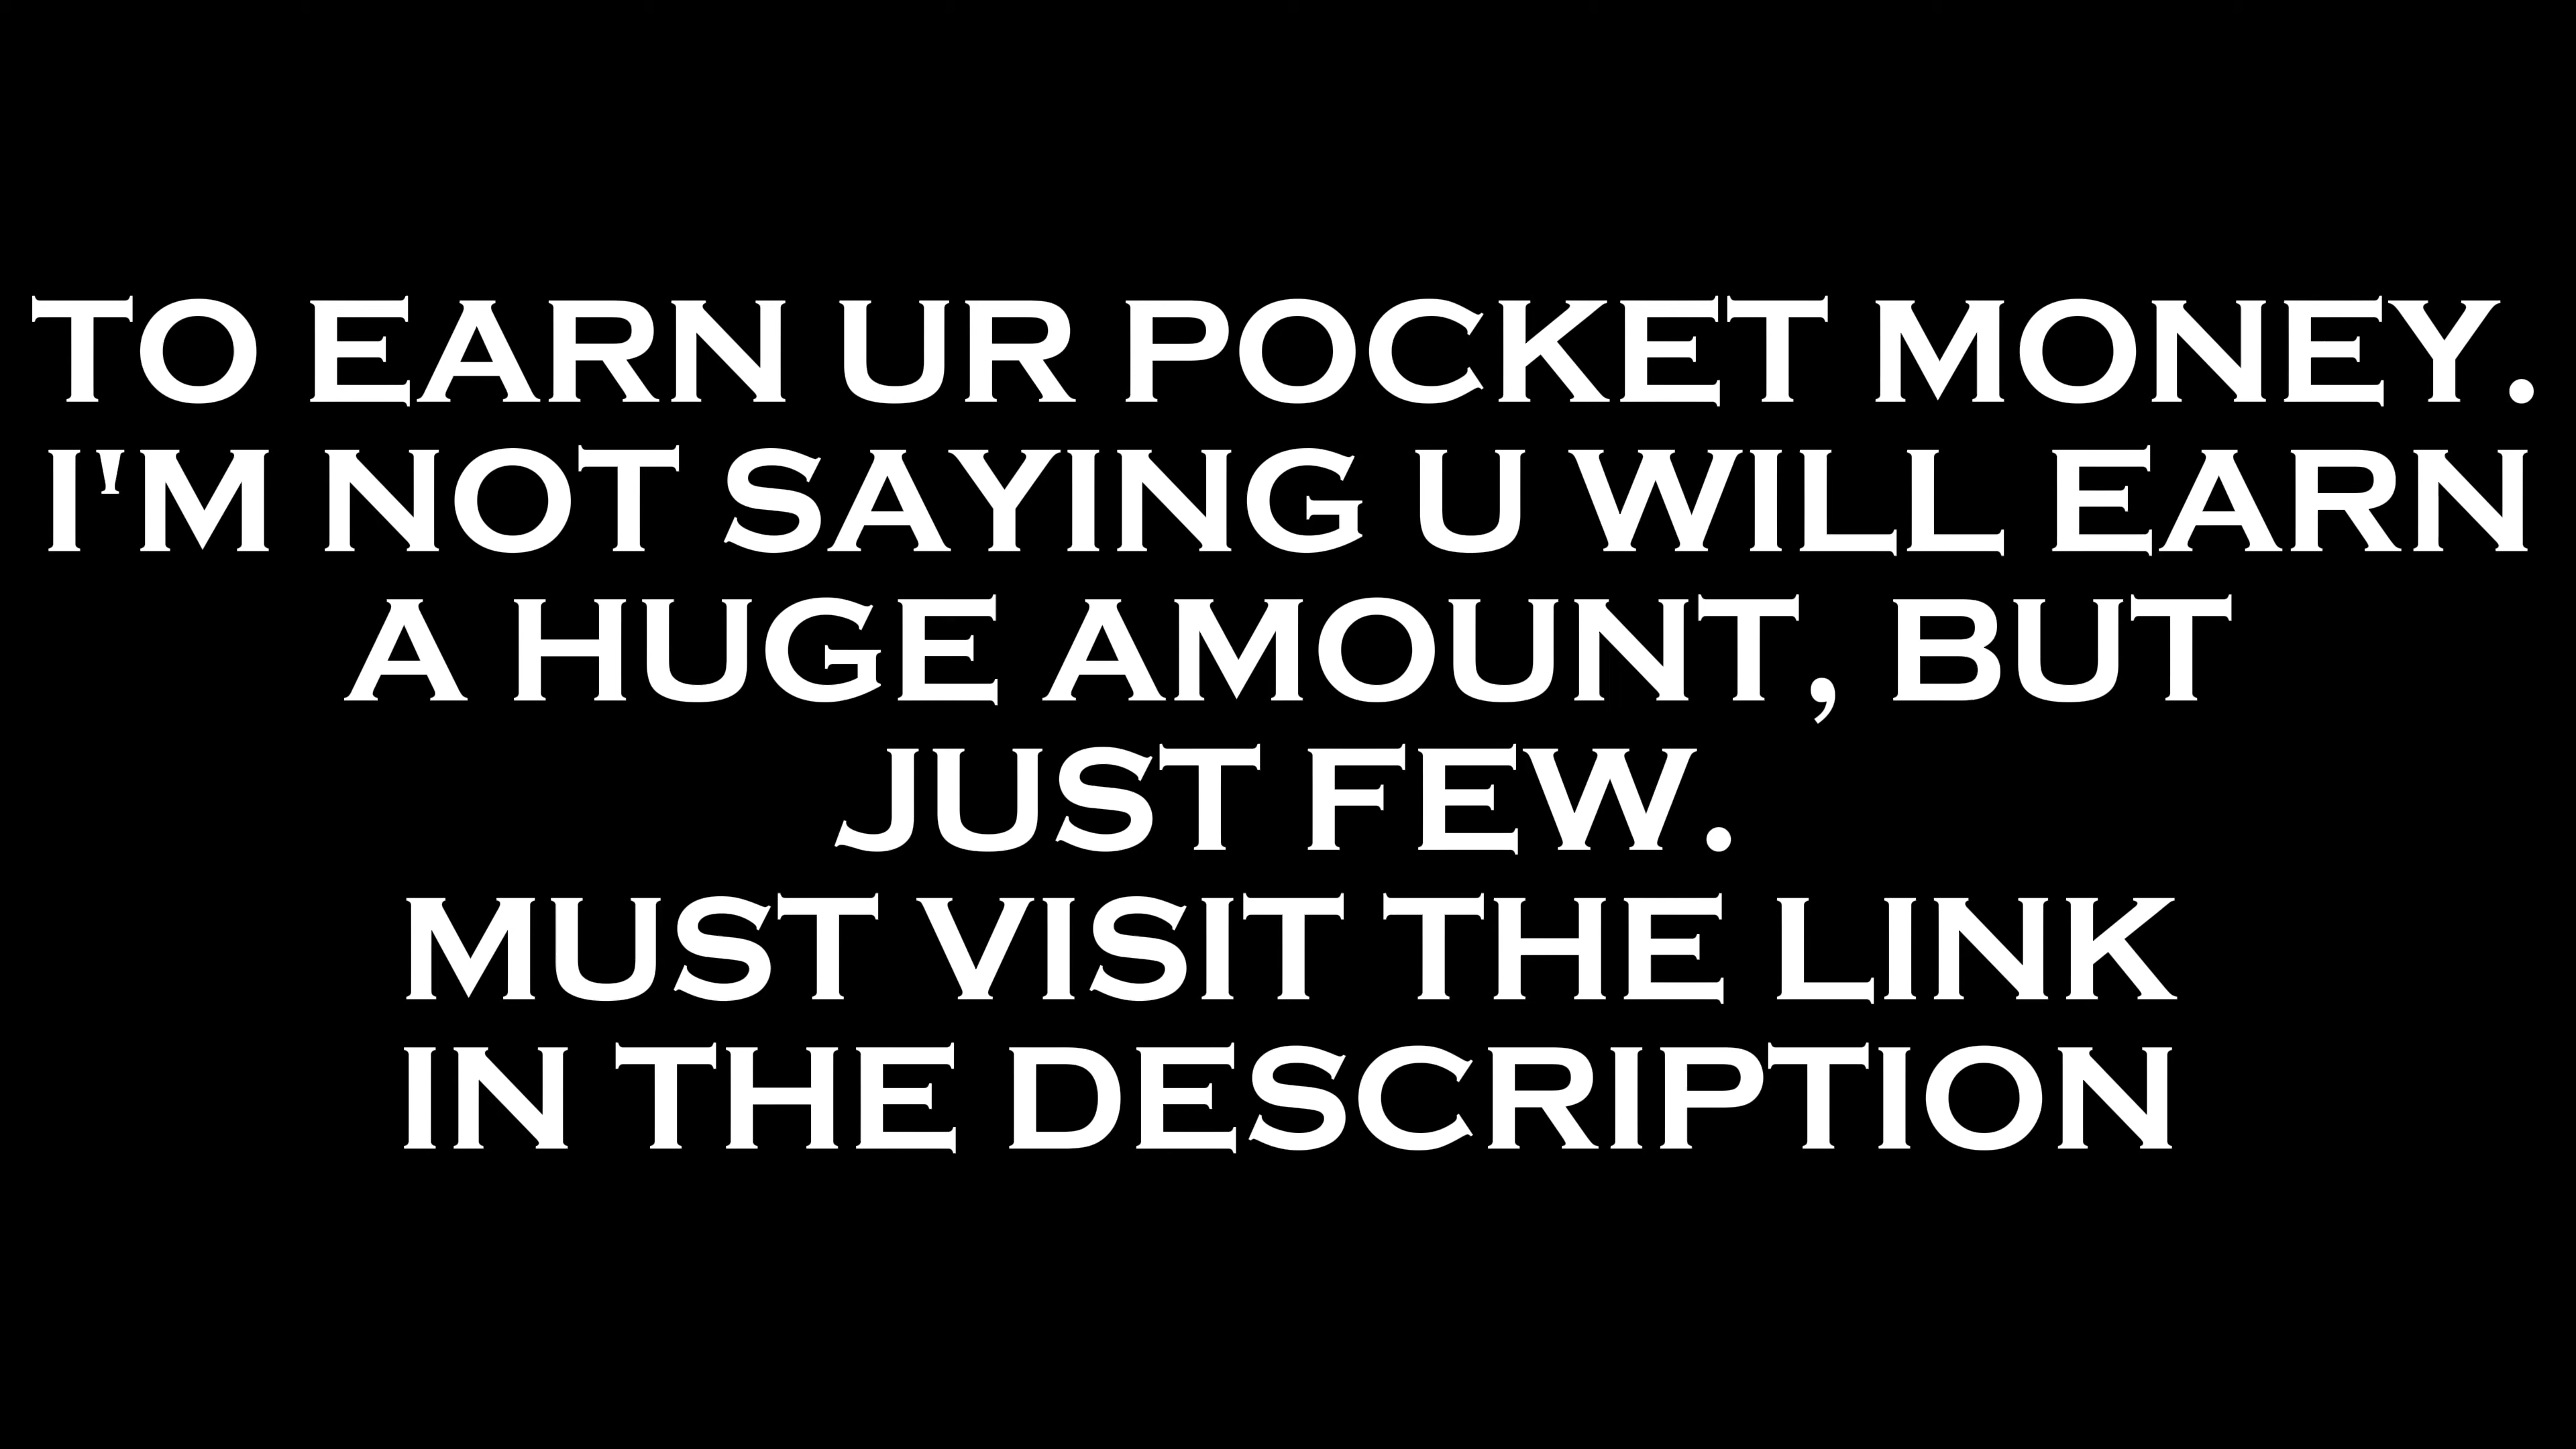 TO EARN UR POCKET MONEY.
I'M NOT SAYING U WILL EARN
A HUGE AMOUNT, BUT
JUST FEW.
MUST VISIT THE LINK
IN THE DESCRIPTION